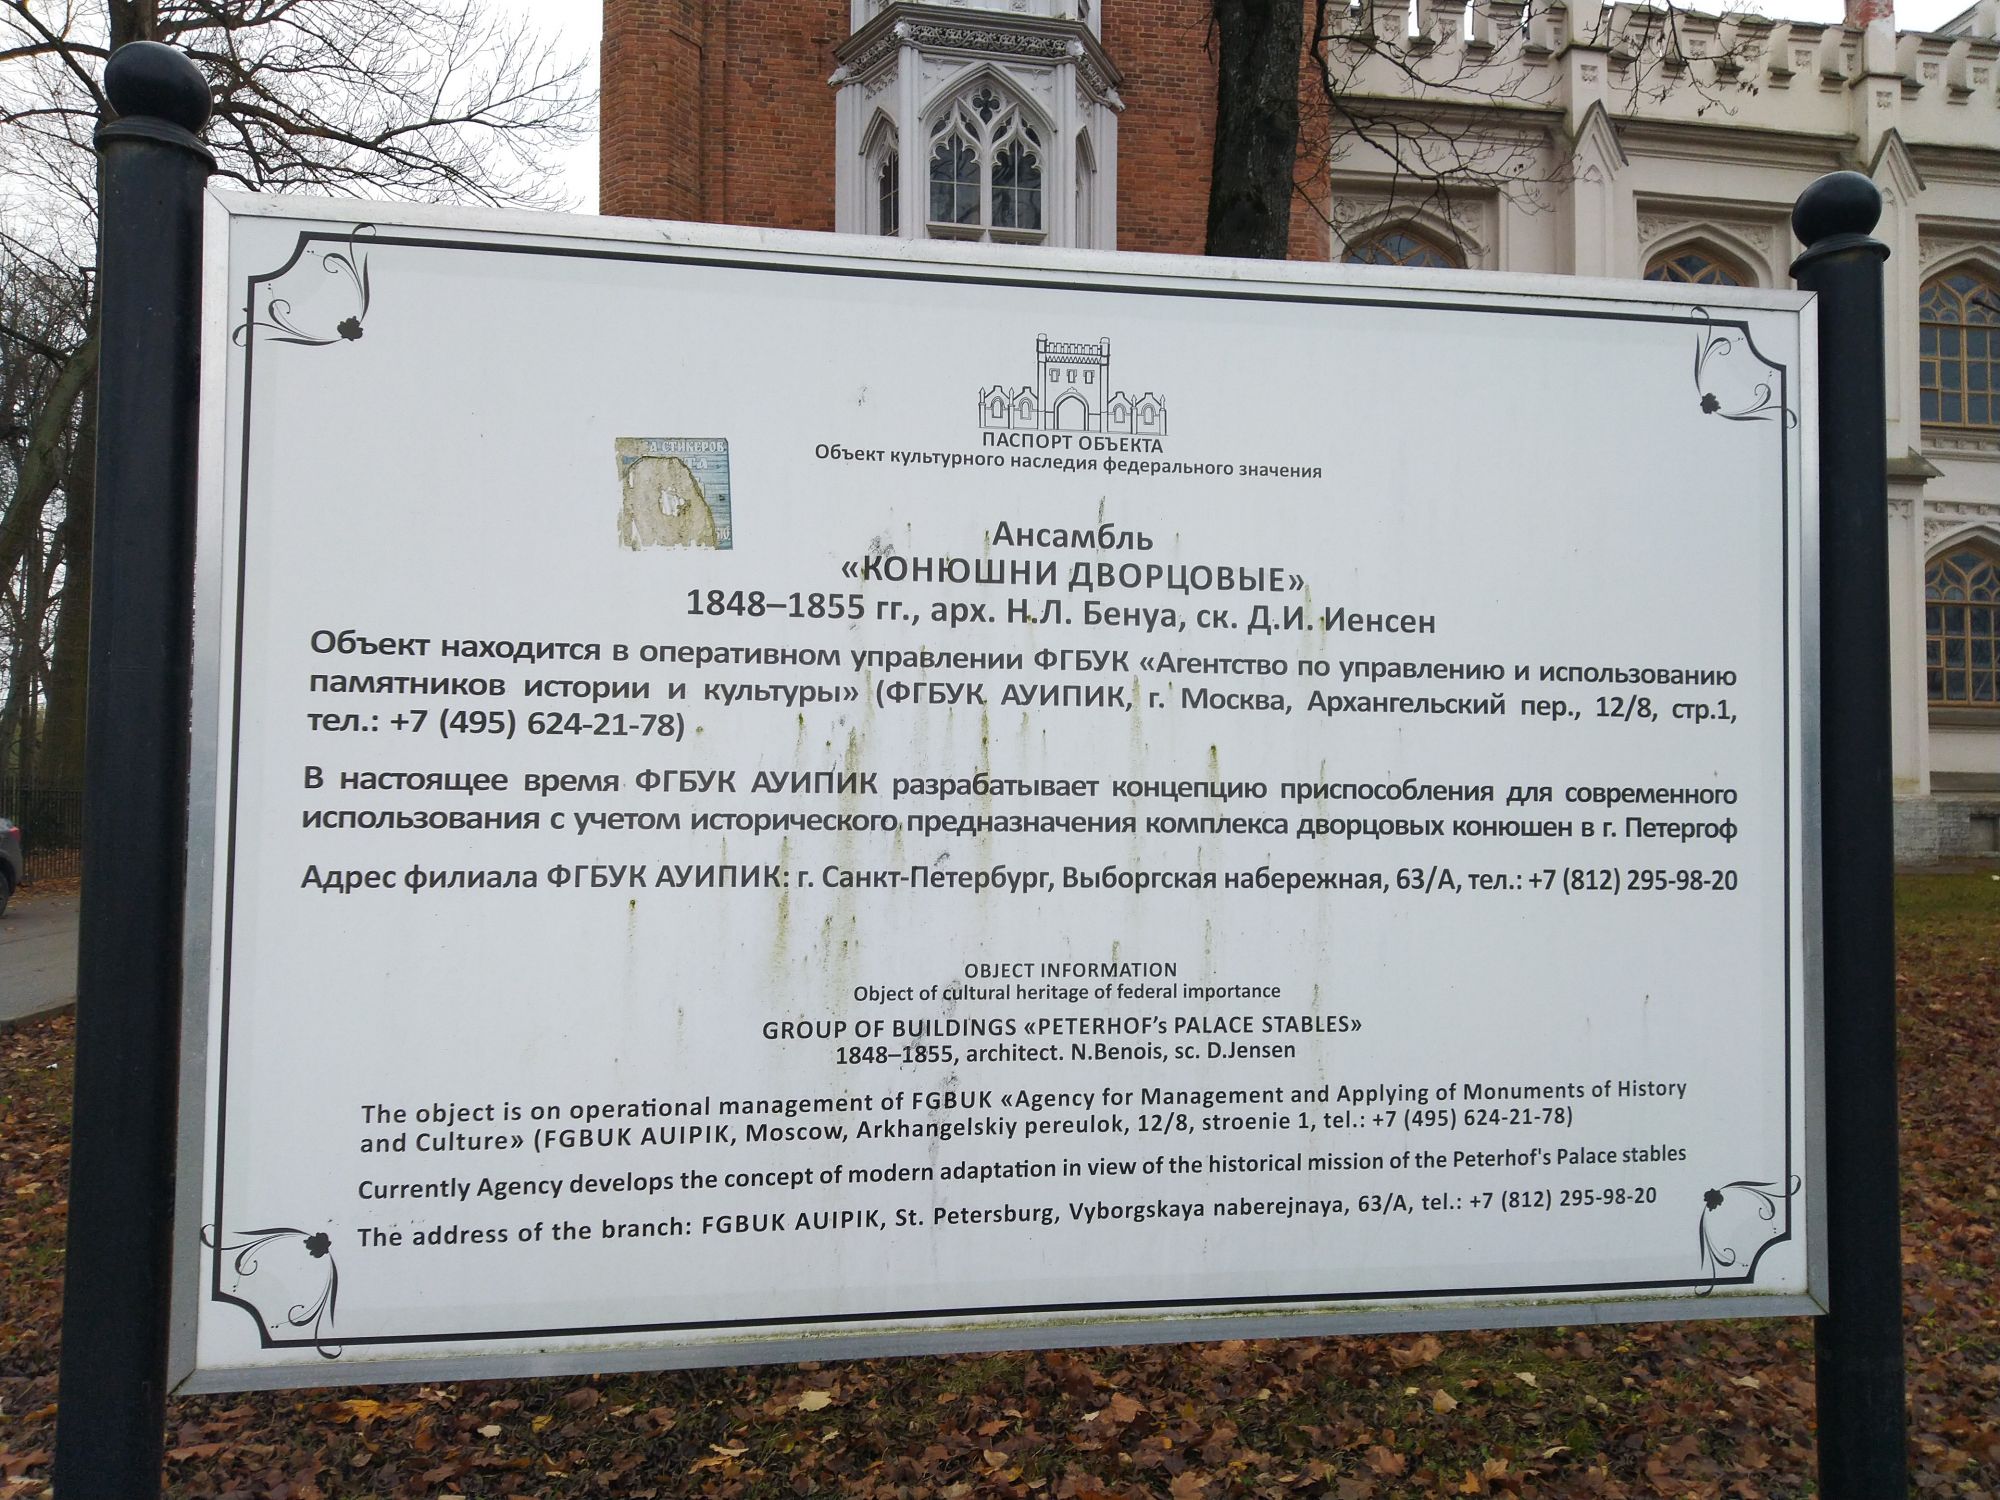 ПАСПОРТ ОБЪЕКТА
Объект культурного наследия федерального значения
А СТИКЕРОВ
Ансамбль
«КОНЮШНИ ДВОРЦОВЫЕ»
1848–1855 гг., арх. Н.Л. Бенуа, ск. Д.И. Иенсен
Объект находится в оперативном управлении ФГБУК «Агентство по управлению и использованию
памятников истории и культуры» (ФГБУК АУИПИК, г. Москва, Архангельский пер., 12/8, стр.1,
тел.: +7 (495) 624-21-78)
В настоящее время ФГБУК АУИПИК разрабатывает концепцию приспособления для современного
использования с учетом исторического предназначения комплекса дворцовых конюшен в г. Петергоф
Адрес филиала ФГБУК АУИПИК: г. Санкт-Петербург, Выборгская набережная, 63/А, тел.: +7 (812) 295-98-20
OBJECT INFORMATION
Object of cultural heritage of federal importance
GROUP OF BUILDINGS «PETERHOF’s PALACE STABLES»
1848–1855, architect. N.Benois, sc. D.Jensen
The object is on operational management of FGBUK «Agency for Management and Applying of Monuments of History
and Culture» (FGBUK AUIPIK, Moscow, Arkhangelskiy pereulok, 12/8, stroenie 1, tel.: +7 (495) 624-21-78)
Currently Agency develops the concept of modern adaptation in view of the historical mission of the Peterhof's Palace stables
The address of the branch: FGBUK AUIPIK, St. Petersburg, Vyborgskaya naberejnaya, 63/A, tel.: +7 (812) 295-98-20